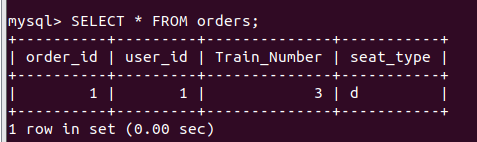 mysql> SELECT * FROM orders;
+----------+---------+--------------+-----------+
| order_id | user_id | Train_Number | seat_type |
+----------+---------+--------------+-----------+
|        1 |       1 |            3 | d         |
+----------+---------+--------------+-----------+
1 row in set (0.00 sec)